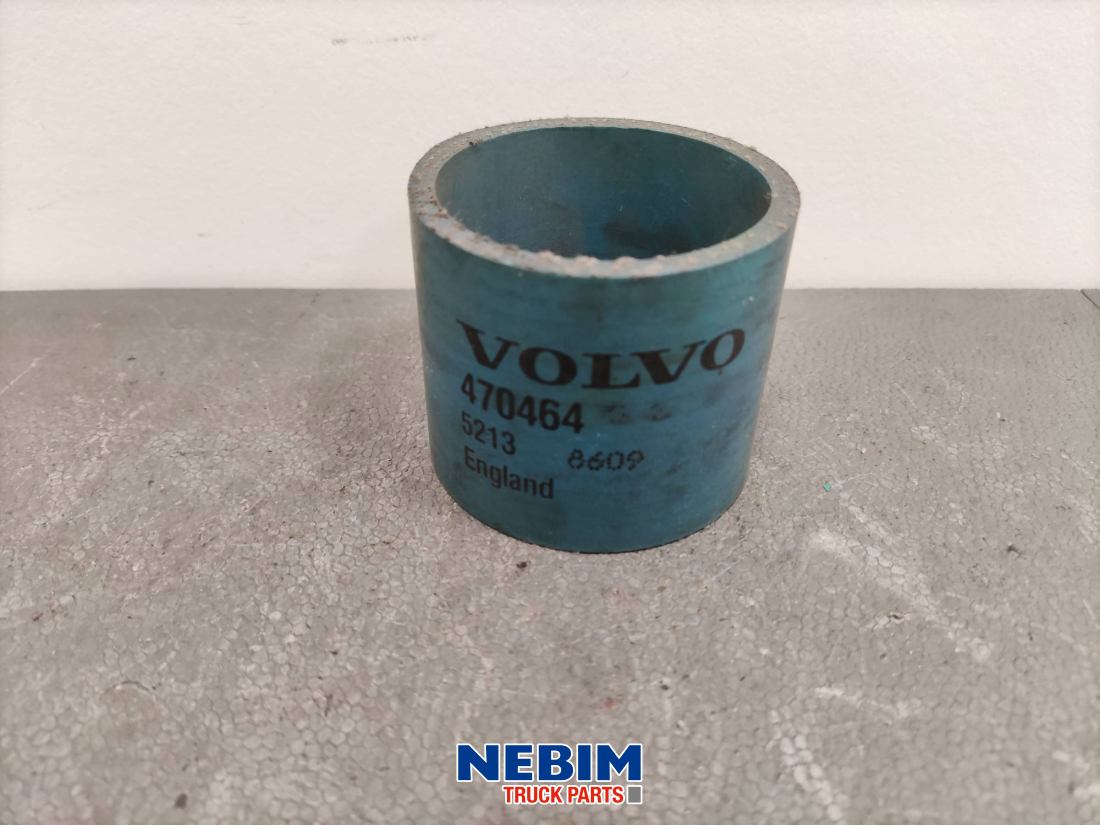 VOLVO
470464
5213 8609
England
NEBIM
TRUCK PARTS